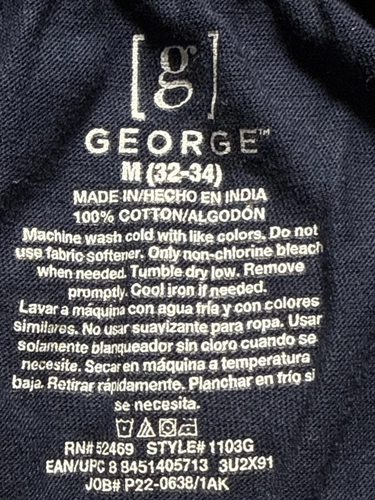 [g]
GEORGE™
M (32-34)
MADE IN/HECHO EN INDIA
100% COTTON/ALGODÓN
Machine wash cold with like colors. Do not
use fabric softener. Only non-chlorine bleach
when needed. Tumble dry low. Remove
promptly. Cool iron if needed.
Lavar a máquina con agua fría y con colores
similares. No usar suavizante para ropa. Usar
solamente blanqueador sin cloro cuando se
necesita. Secar en máquina a temperatura
baja. Retirar rápidamente. Planchar en frío si
se necesita.
RN# 52469 STYLE# 1103G
EAN/UPC 8 8451405713 3U2X91
JOB# P22-0638/1AK